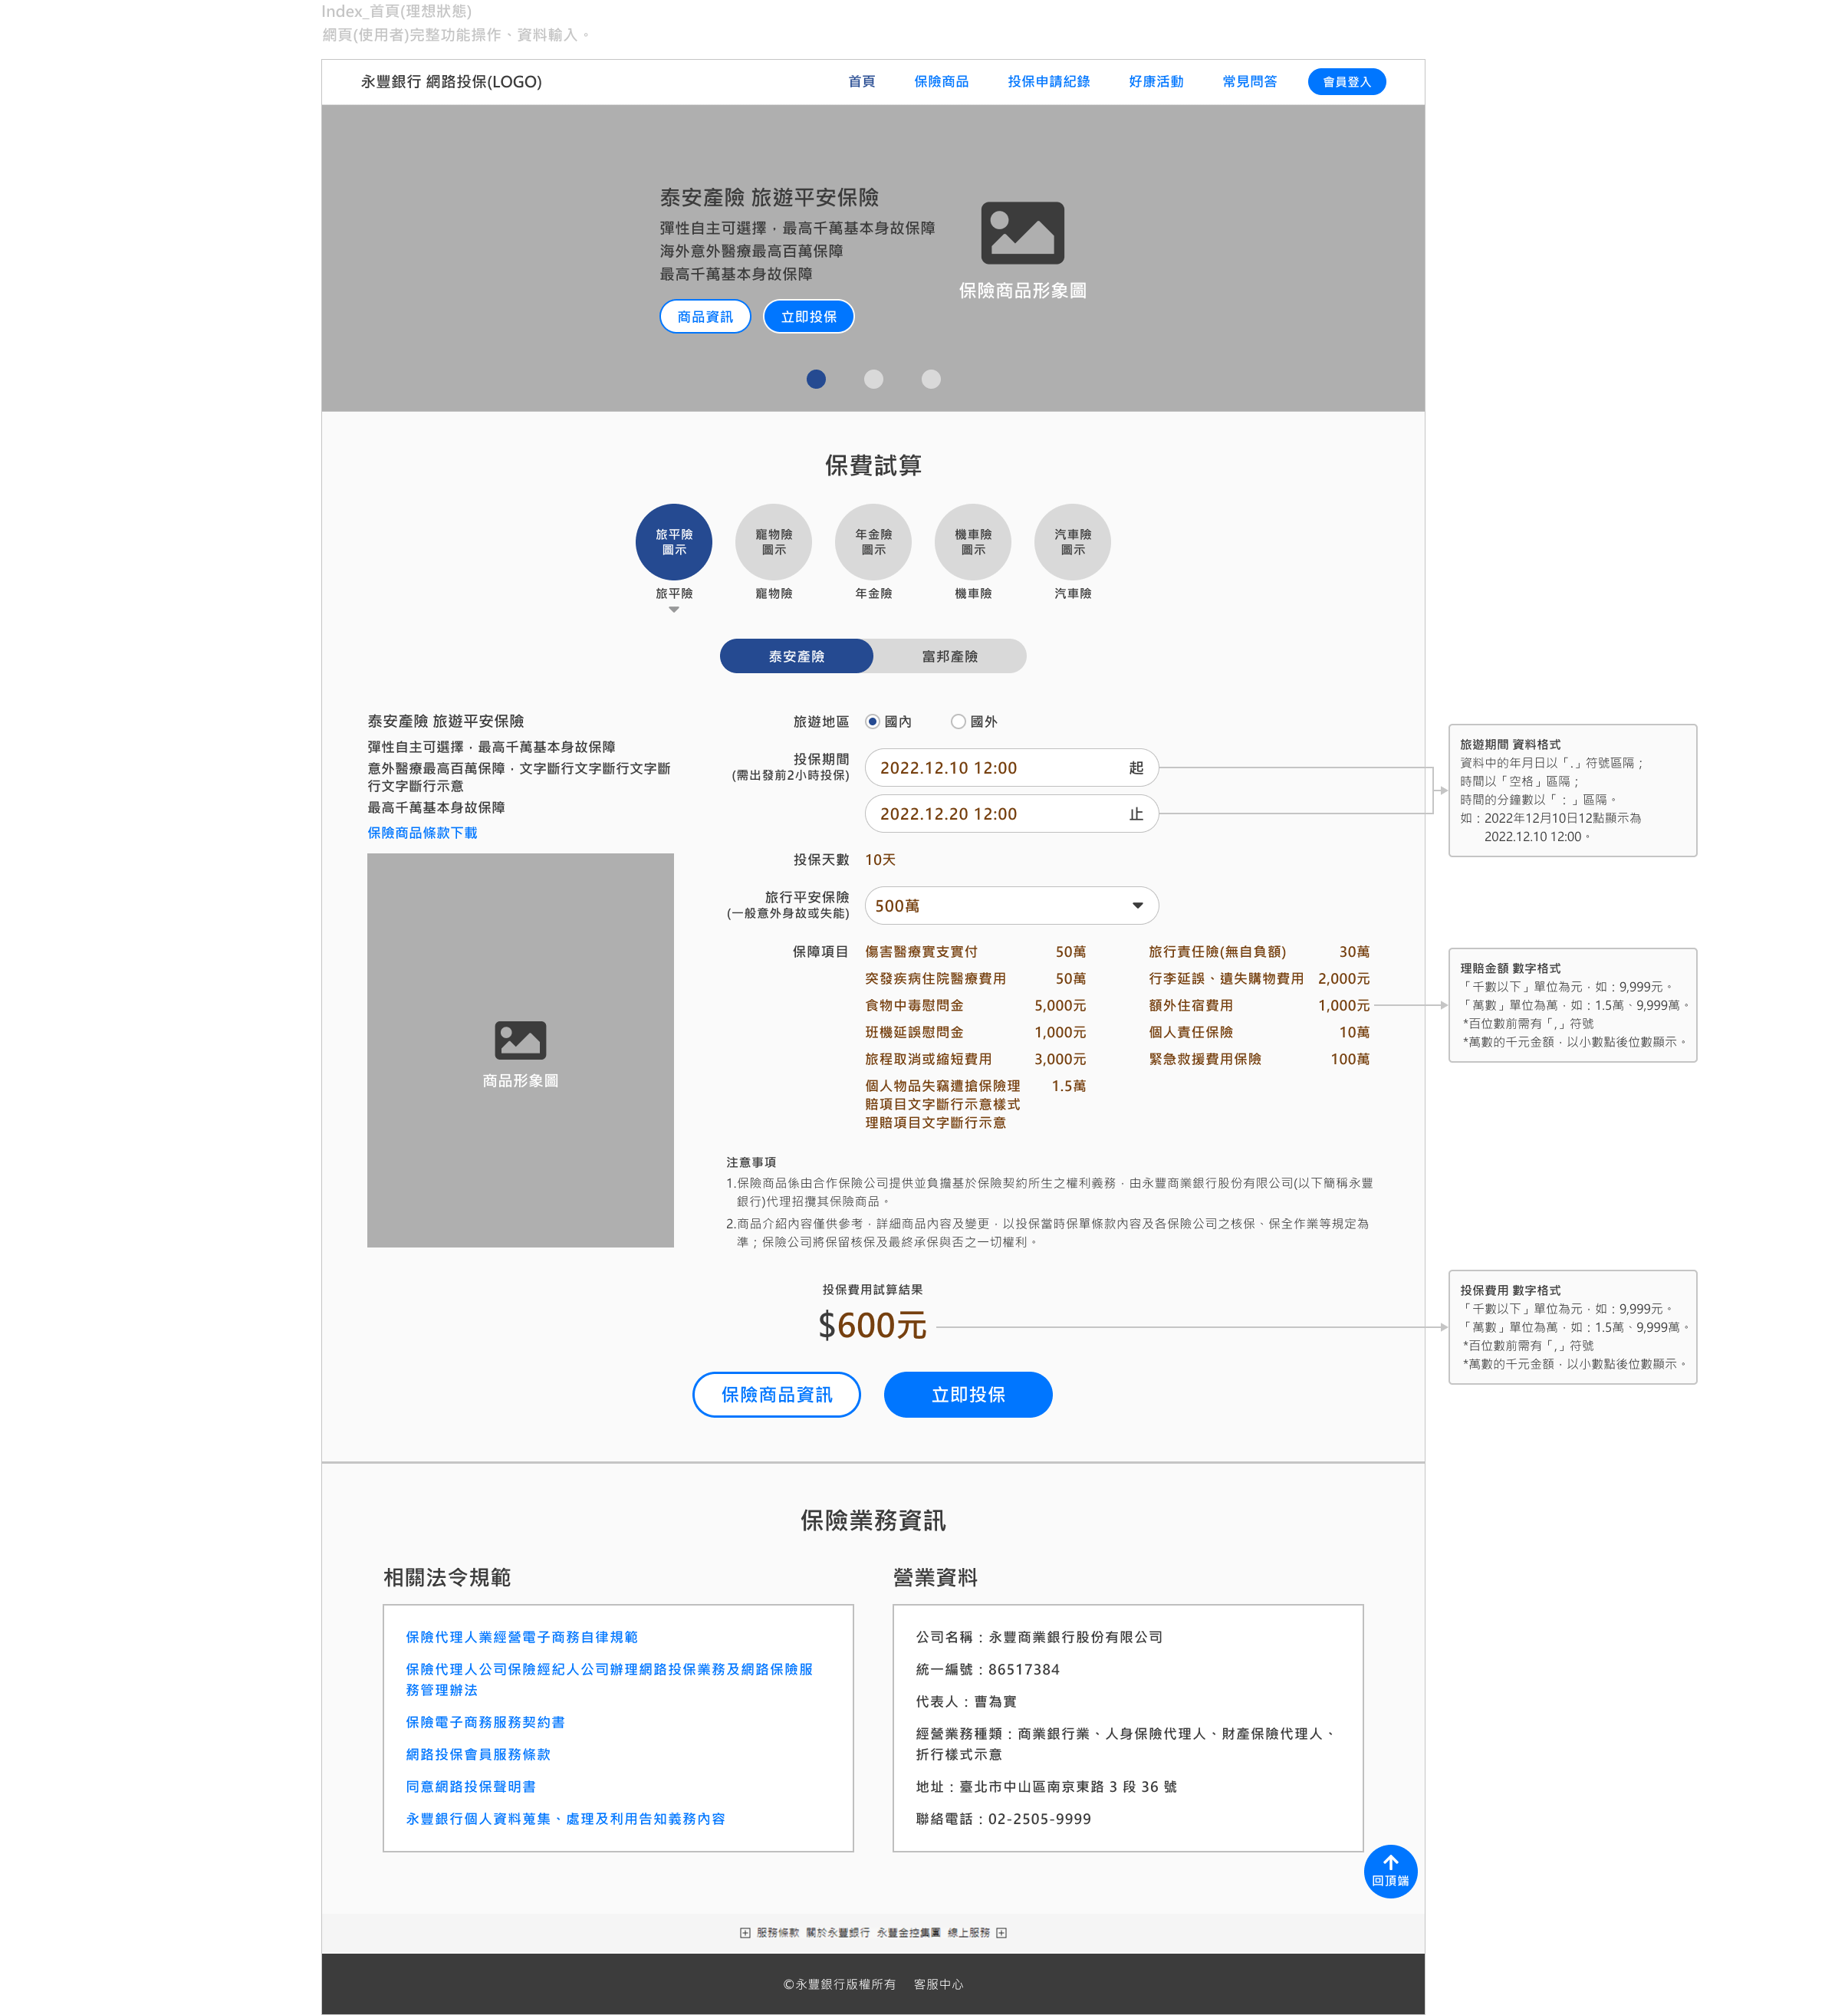 Index_首頁(理想狀態)
網頁(使用者)完整功能操作、資料輸入。
永豐銀行 網路投保(LOGO)
首頁
保險商品
投保申請紀錄
好康活動
常見問答
會員登入
泰安產險 旅遊平安保險
彈性自主可選擇，最高千萬基本身故保障
海外意外醫療最高百萬保障
最高千萬基本身故保障
商品資訊
立即投保
保險商品形象圖
保費試算
旅平險
圖示
寵物險
圖示
年金險
圖示
機車險
圖示
汽車險
圖示
旅平險
寵物險
年金險
機車險
汽車險
泰安產險
富邦產險
泰安產險 旅遊平安保險
彈性自主可選擇，最高千萬基本身故保障
意外醫療最高百萬保障，文字斷行文字斷行文字斷
行文字斷行示意
最高千萬基本身故保障
保險商品條款下載
商品形象圖
旅遊地區
國內
國外
投保期間
(需出發前2小時投保)
2022.12.10 12:00
起
2022.12.20 12:00
止
投保天數
10天
旅行平安保險
(一般意外身故或失能)
500萬
保障項目
傷害醫療實支實付 50萬
突發疾病住院醫療費用 50萬
食物中毒慰問金 5,000元
班機延誤慰問金 1,000元
旅程取消或縮短費用 3,000元
個人物品失竊遭搶保險理 1.5萬
賠項目文字斷行示意樣式
理賠項目文字斷行示意
旅行責任險(無自負額) 30萬
行李延誤、遺失購物費用 2,000元
額外住宿費用 1,000元
個人責任保險 10萬
緊急救援費用保險 100萬
注意事項
1.保險商品係由合作保險公司提供並負擔基於保險契約所生之權利義務，由永豐商業銀行股份有限公司(以下簡稱永豐
銀行)代理招攬其保險商品。
2.商品介紹內容僅供參考，詳細商品內容及變更，以投保當時保單條款內容及各保險公司之核保、保全作業等規定為
準；保險公司將保留核保及最終承保與否之一切權利。
投保費用試算結果
$600元
保險商品資訊
立即投保
旅遊期間 資料格式
資料中的年月日以「.」符號區隔；
時間以「空格」區隔；
時間的分鐘數以「：」區隔。
如：2022年12月10日12點顯示為
2022.12.10 12:00。
理賠金額 數字格式
「千數以下」單位為元，如：9,999元。
「萬數」單位為萬，如：1.5萬、9,999萬。
*百位數前需有「,」符號
*萬數的千元金額，以小數點後位數顯示。
投保費用 數字格式
「千數以下」單位為元，如：9,999元。
「萬數」單位為萬，如：1.5萬、9,999萬。
*百位數前需有「,」符號
*萬數的千元金額，以小數點後位數顯示。
保險業務資訊
相關法令規範
保險代理人業經營電子商務自律規範
保險代理人公司保險經紀人公司辦理網路投保業務及網路保險服
務管理辦法
保險電子商務服務契約書
網路投保會員服務條款
同意網路投保聲明書
永豐銀行個人資料蒐集、處理及利用告知義務內容
營業資料
公司名稱：永豐商業銀行股份有限公司
統一編號：86517384
代表人：曹為實
經營業務種類：商業銀行業、人身保險代理人、財產保險代理人、
折行樣式示意
地址：臺北市中山區南京東路 3 段 36 號
聯絡電話：02-2505-9999
回頂端
服務條款 關於永豐銀行 永豐金控集團 線上服務
©永豐銀行版權所有 客服中心